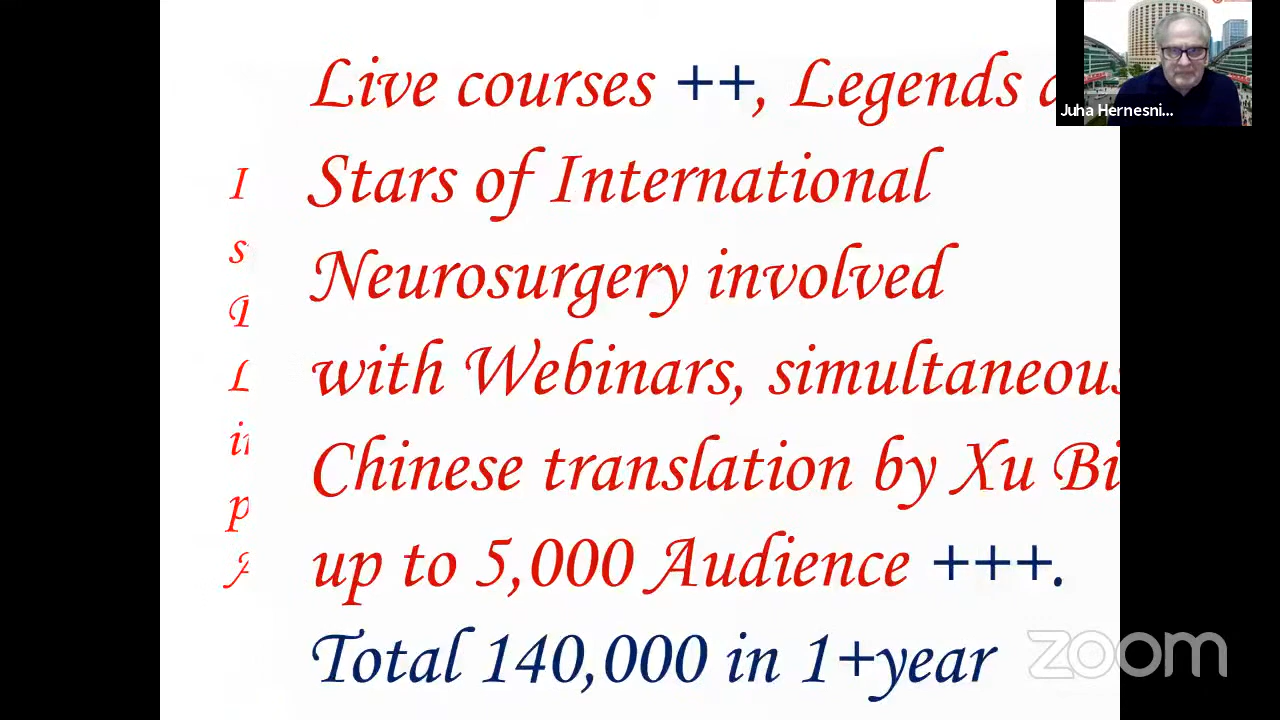 Live courses ++, Legends
Stars of International
Neurosurgery involved
with Webinars, simultaneous
Chinese translation by Xu
up to 5,000 Audience +++.
Total 140,000 in 1+year
Juha Hernesni...
zoom